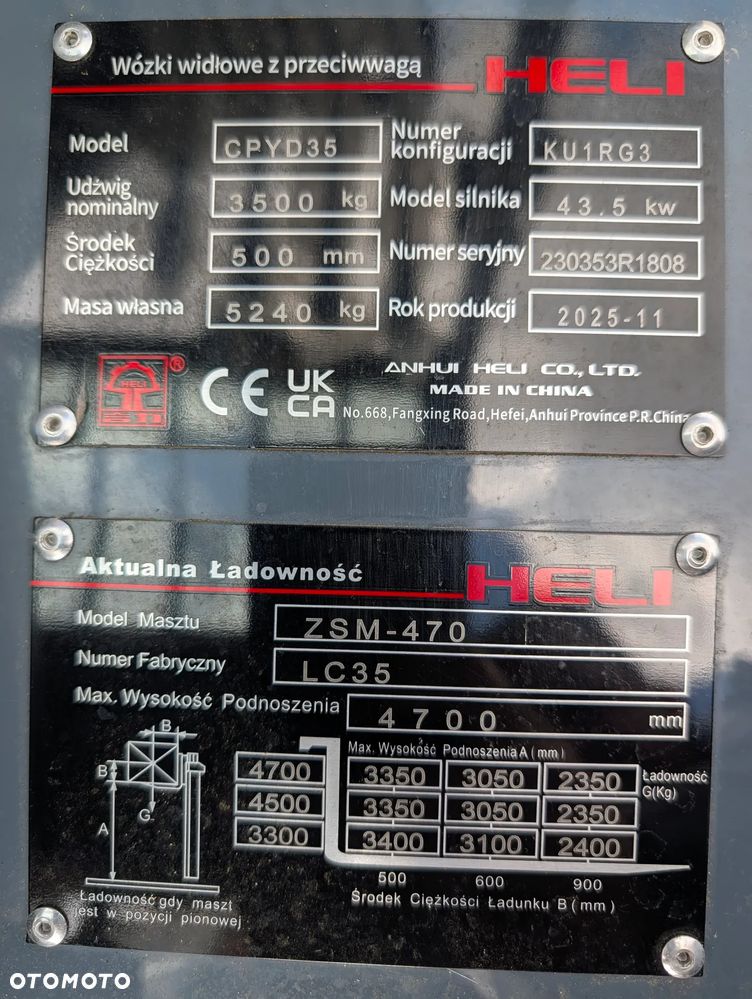 Wózki widłowe z przeciwwagą HELI
Model CPYD35 Numer konfiguracji KU1RG3
Udźwig nominalny 3500 kg Model silnika 43.5 kw
Środek Ciężkości 500 mm Numer seryjny 230353R1808
Masa własna 5240 kg Rok produkcji 2025-11
HELI ® CE UK CA
ANHUI HELI CO., LTD.
MADE IN CHINA
No.668, Fangxing Road, Hefei, Anhui Province P.R.China
Aktualna Ładowność HELI
Model Masztu ZSM-470
Numer Fabryczny LC35
Max. Wysokość Podnoszenia 4700 mm
Max. Wysokość Podnoszenia A (mm)
4700 3350 3050 2350 Ładowność G(Kg)
4500 3350 3050 2350
3300 3400 3100 2400
500 600 900
Środek Ciężkości Ładunku B (mm)
B
B
A
G
Ładowność gdy maszt
jest w pozycji pionowej
OTOMOTO